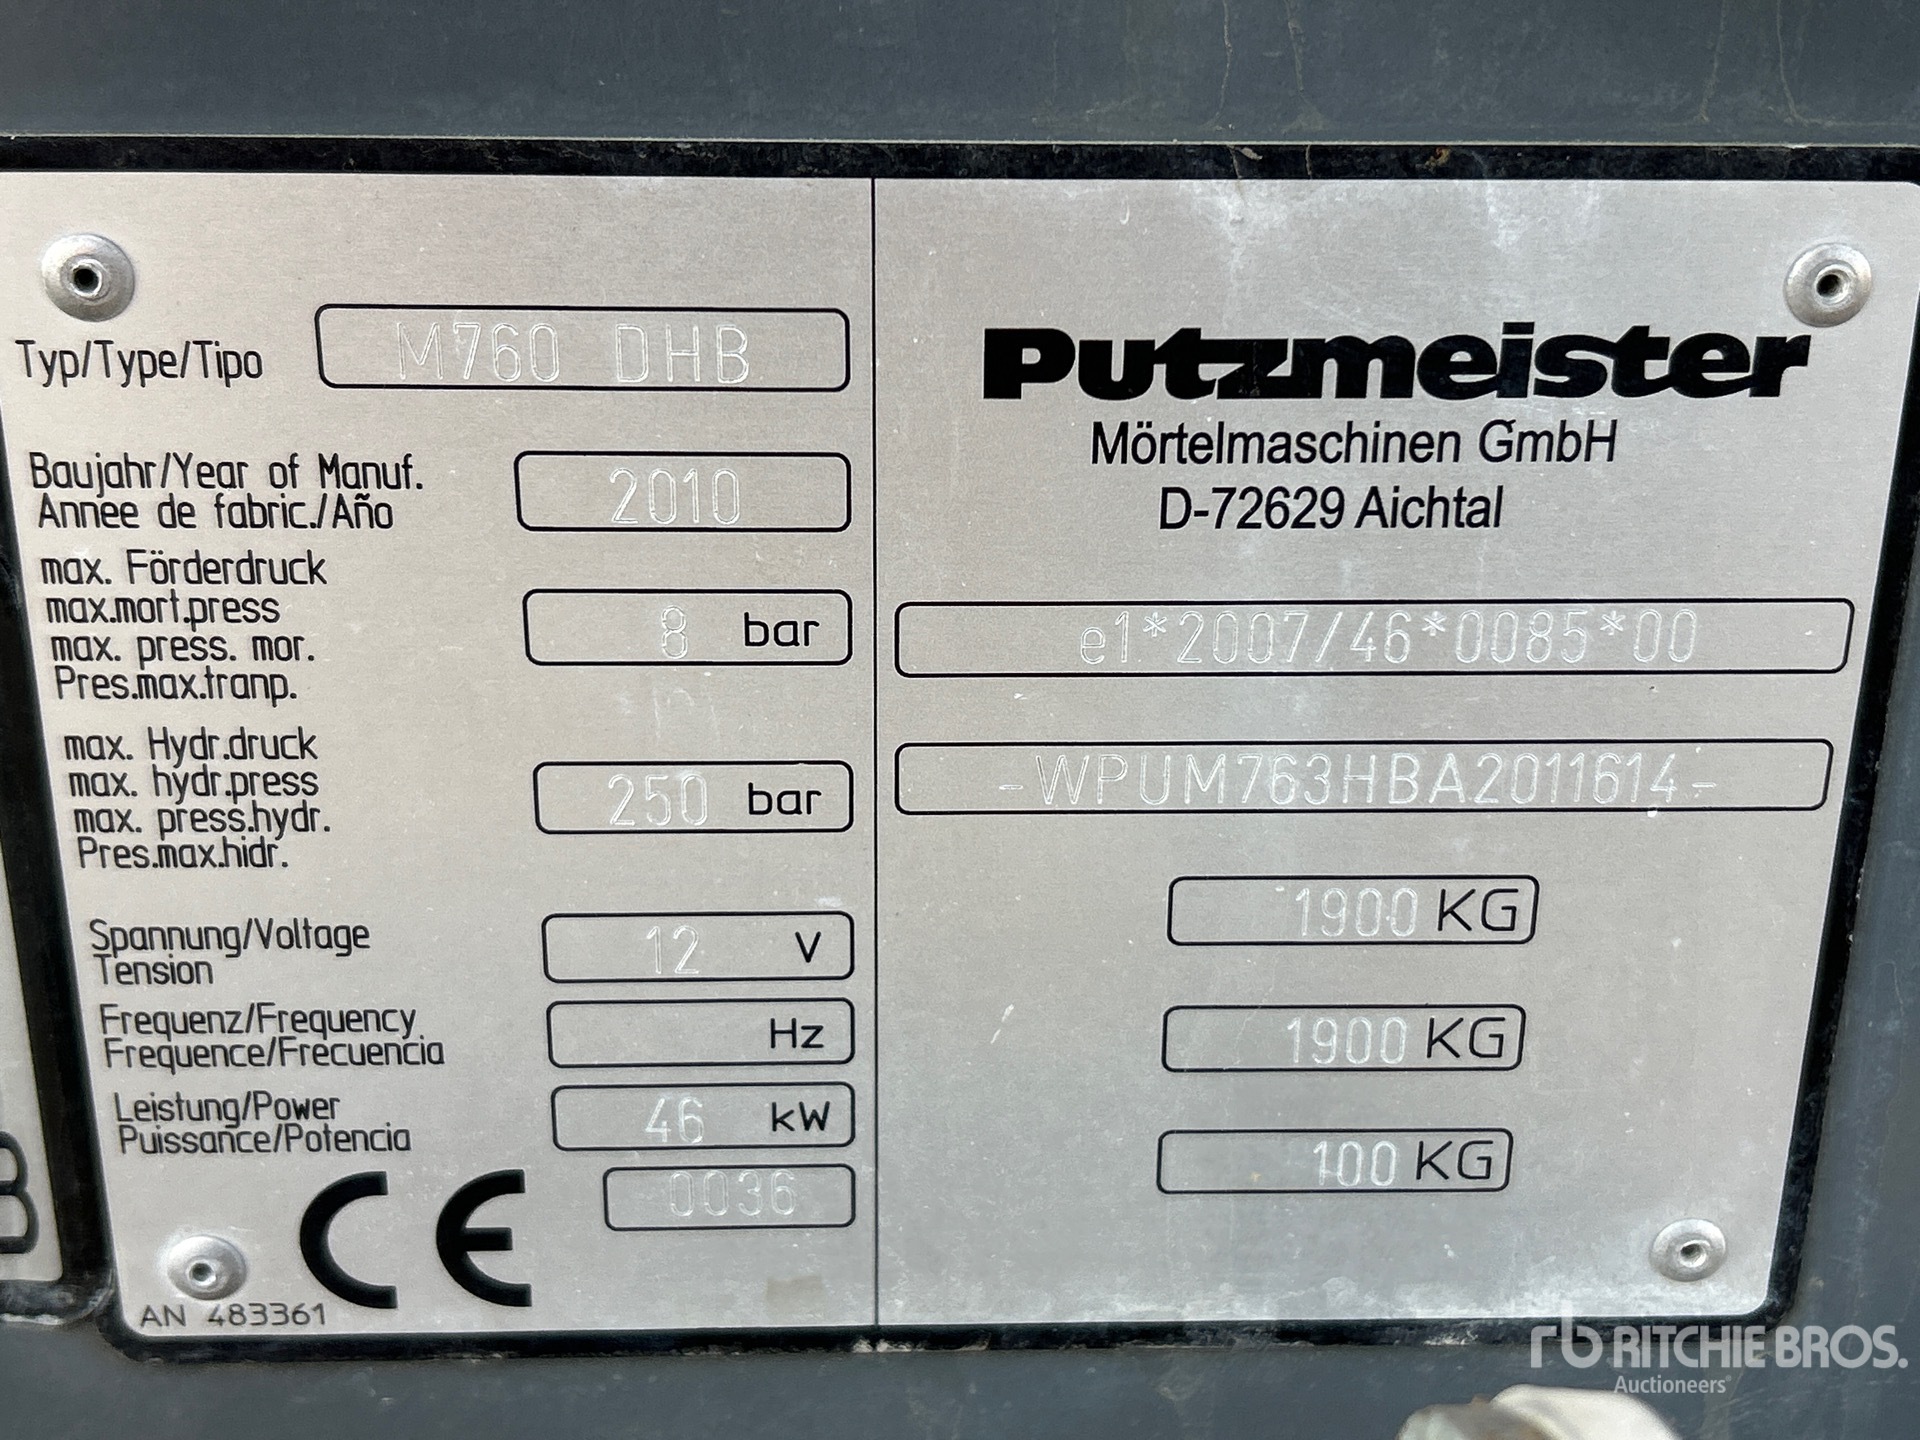 Typ/Type/Tipo M760 DHB
Baujahr/Year of Manuf.
Annee de fabric./Año 2010
max. Förderdruck
max.mort.press
max. press. mor.
Pres.max.tranp.
8 bar
max. Hydr.druck
max. hydr.press
max. press.hydr.
Pres.max.hidr.
250 bar
Spannung/Voltage
Tension
12 V
Frequenz/Frequency
Frequence/Frecuencia
Hz
Leistung/Power
Puissance/Potencia
46 kW
CE 0036
AN 483361
Putzmeister
Mörtelmaschinen GmbH
D-72629 Aichtal
e1*2007/46*0085*00
-WPUM763HBA2011614-
1900 KG
1900 KG
100 KG
rb RITCHIE BROS.
Auctioneers